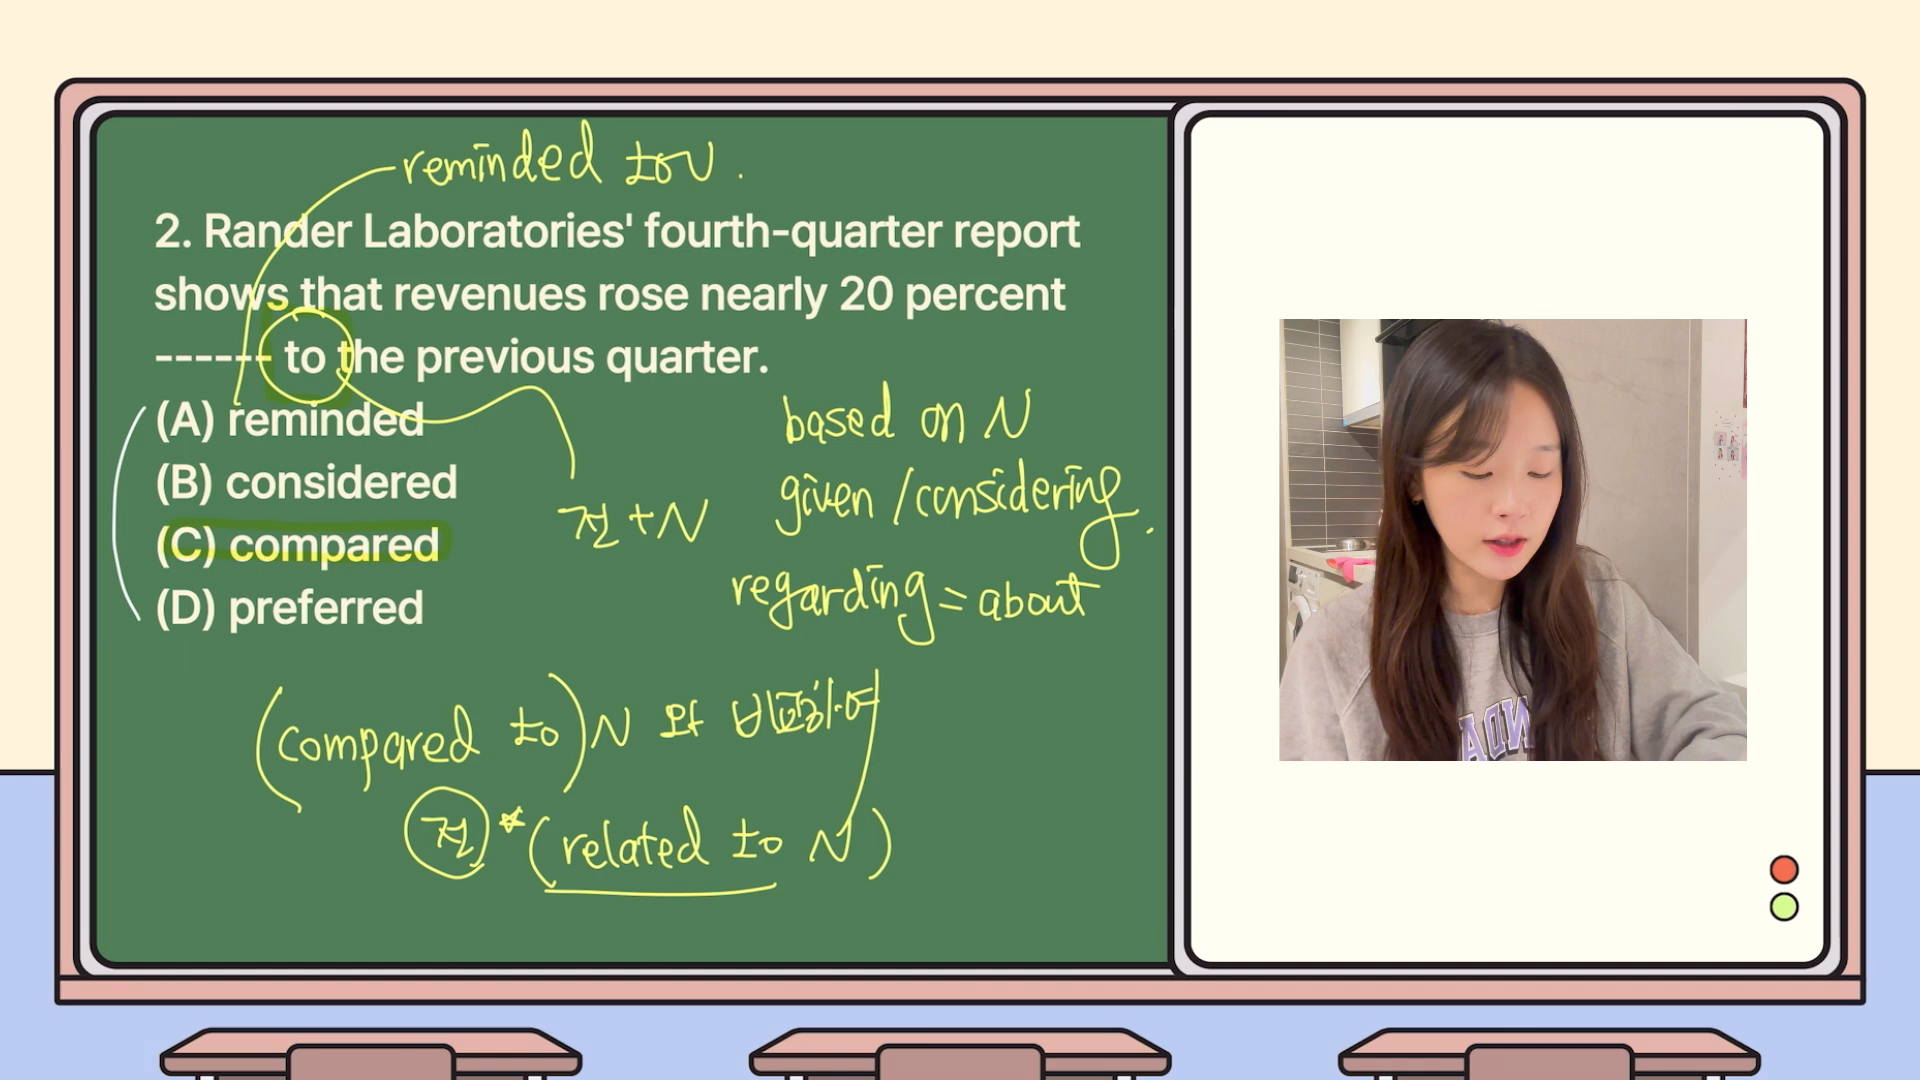 reminded to V.
2. Rander Laboratories' fourth-quarter report
shows that revenues rose nearly 20 percent
------ to the previous quarter.
(A) reminded
(B) considered
(C) compared
(D) preferred
based on N
given / considering.
전 + N
regarding = about
(compared to) N 와 비교하여
전 * (related to N)